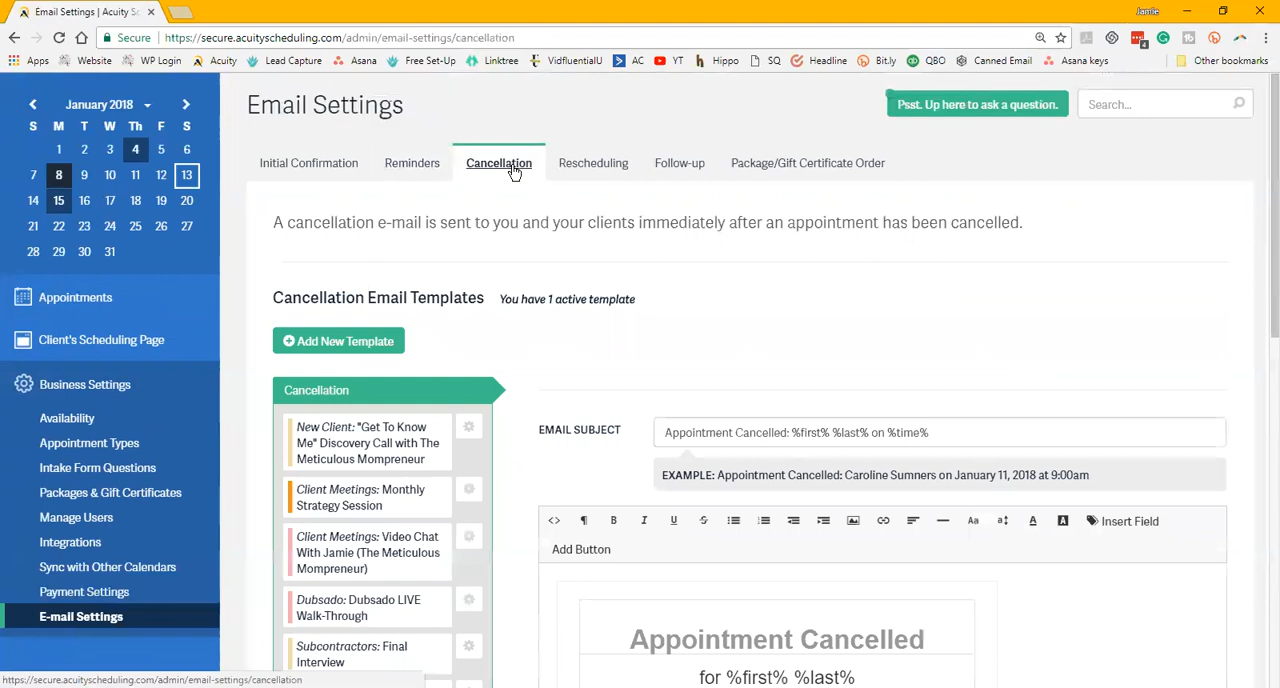 Email Settings | Acuity Sc
Jamie
Secure https://secure.acuityscheduling.com/admin/email-settings/cancellation
Apps Website WP Login Acuity Lead Capture Asana Free Set-Up Linktree VidfluentialU AC YT Hippo SQ Headline Bit.ly QBO Canned Email Asana keys Other bookmarks
January 2018
S M T W Th F S
1 2 3 4 5 6
7 8 9 10 11 12 13
14 15 16 17 18 19 20
21 22 23 24 25 26 27
28 29 30 31
Appointments
Client's Scheduling Page
Business Settings
Availability
Appointment Types
Intake Form Questions
Packages & Gift Certificates
Manage Users
Integrations
Sync with Other Calendars
Payment Settings
E-mail Settings
Email Settings
Psst. Up here to ask a question.
Search...
Initial Confirmation Reminders Cancellation Rescheduling Follow-up Package/Gift Certificate Order
A cancellation e-mail is sent to you and your clients immediately after an appointment has been cancelled.
Cancellation Email Templates You have 1 active template
Add New Template
Cancellation
New Client: "Get To Know
Me" Discovery Call with The
Meticulous Mompreneur
Client Meetings: Monthly
Strategy Session
Client Meetings: Video Chat
With Jamie (The Meticulous
Mompreneur)
Dubsado: Dubsado LIVE
Walk-Through
Subcontractors: Final
Interview
EMAIL SUBJECT
Appointment Cancelled: %first% %last% on %time%
EXAMPLE: Appointment Cancelled: Caroline Sumners on January 11, 2018 at 9:00am
Insert Field
Add Button
Appointment Cancelled
for %first% %last%
https://secure.acuityscheduling.com/admin/email-settings/cancellation